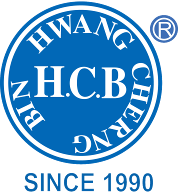 HWANG CHERNG BIN
®
H.C.B
SINCE 1990